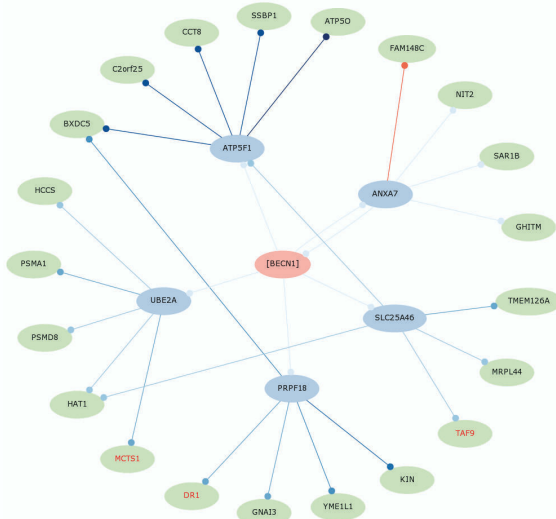 SSBP1
ATP5O
CCT8
FAM148C
C2orf25
NIT2
BXDC5
ATP5F1
SAR1B
HCCS
ANXA7
GHITM
PSMA1
[BECN1]
UBE2A
TMEM126A
SLC25A46
PSMD8
MRPL44
PRPF18
HAT1
TAF9
MCTS1
KIN
DR1
YME1L1
GNAI3